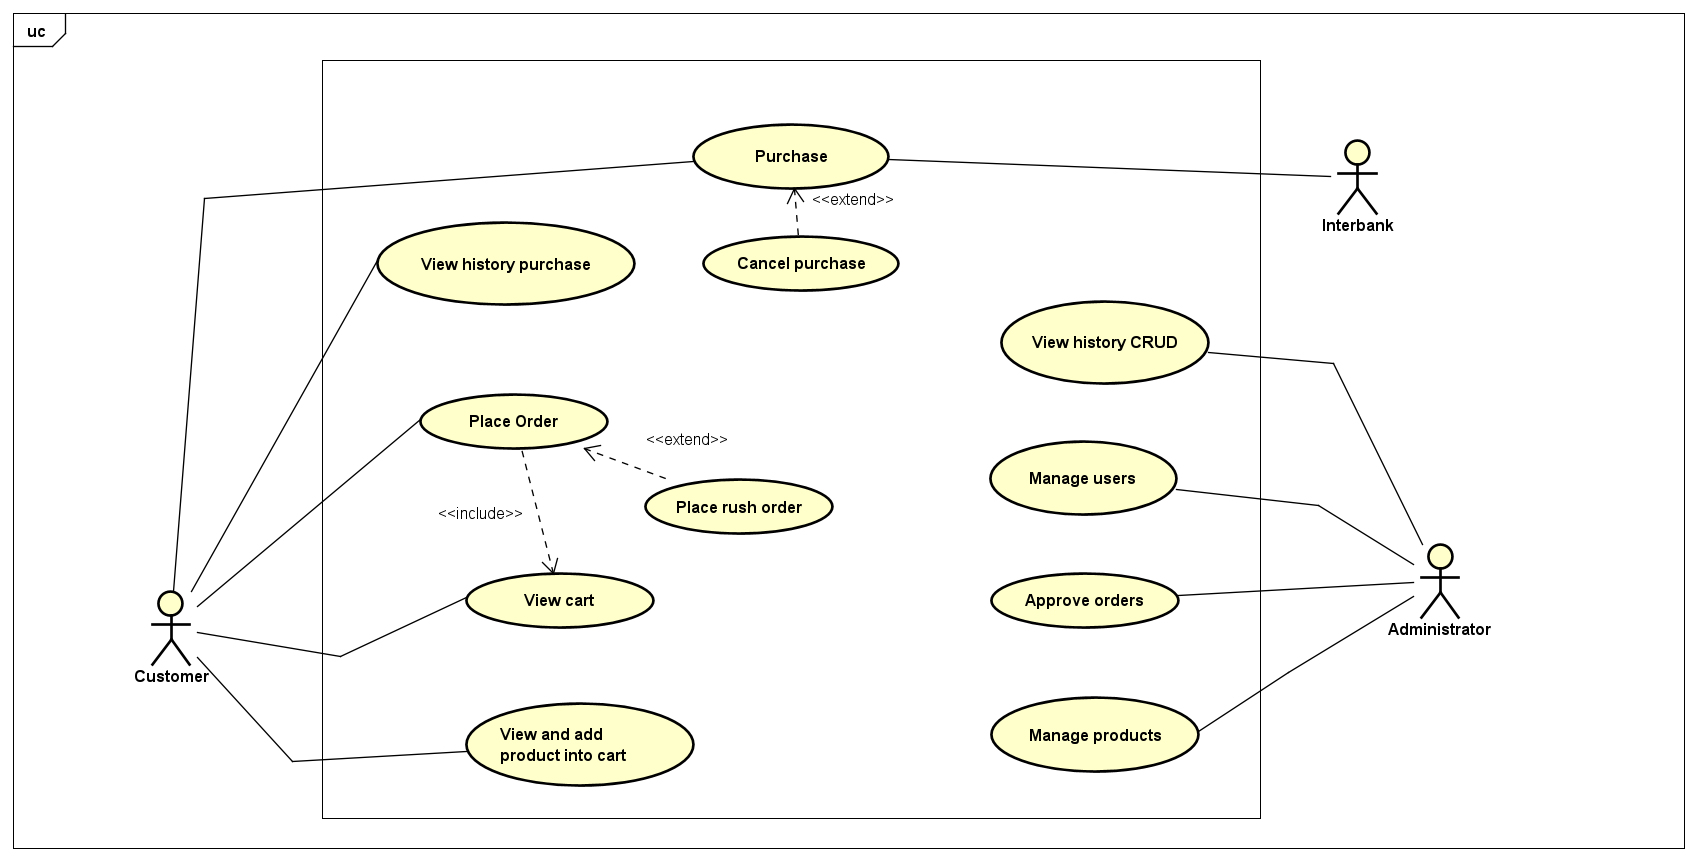 uc
Purchase
<<extend>>
Interbank
View history purchase
Cancel purchase
View history CRUD
Place Order
<<extend>>
Manage users
<<include>>
Place rush order
View cart
Approve orders
Administrator
Customer
View and add
product into cart
Manage products